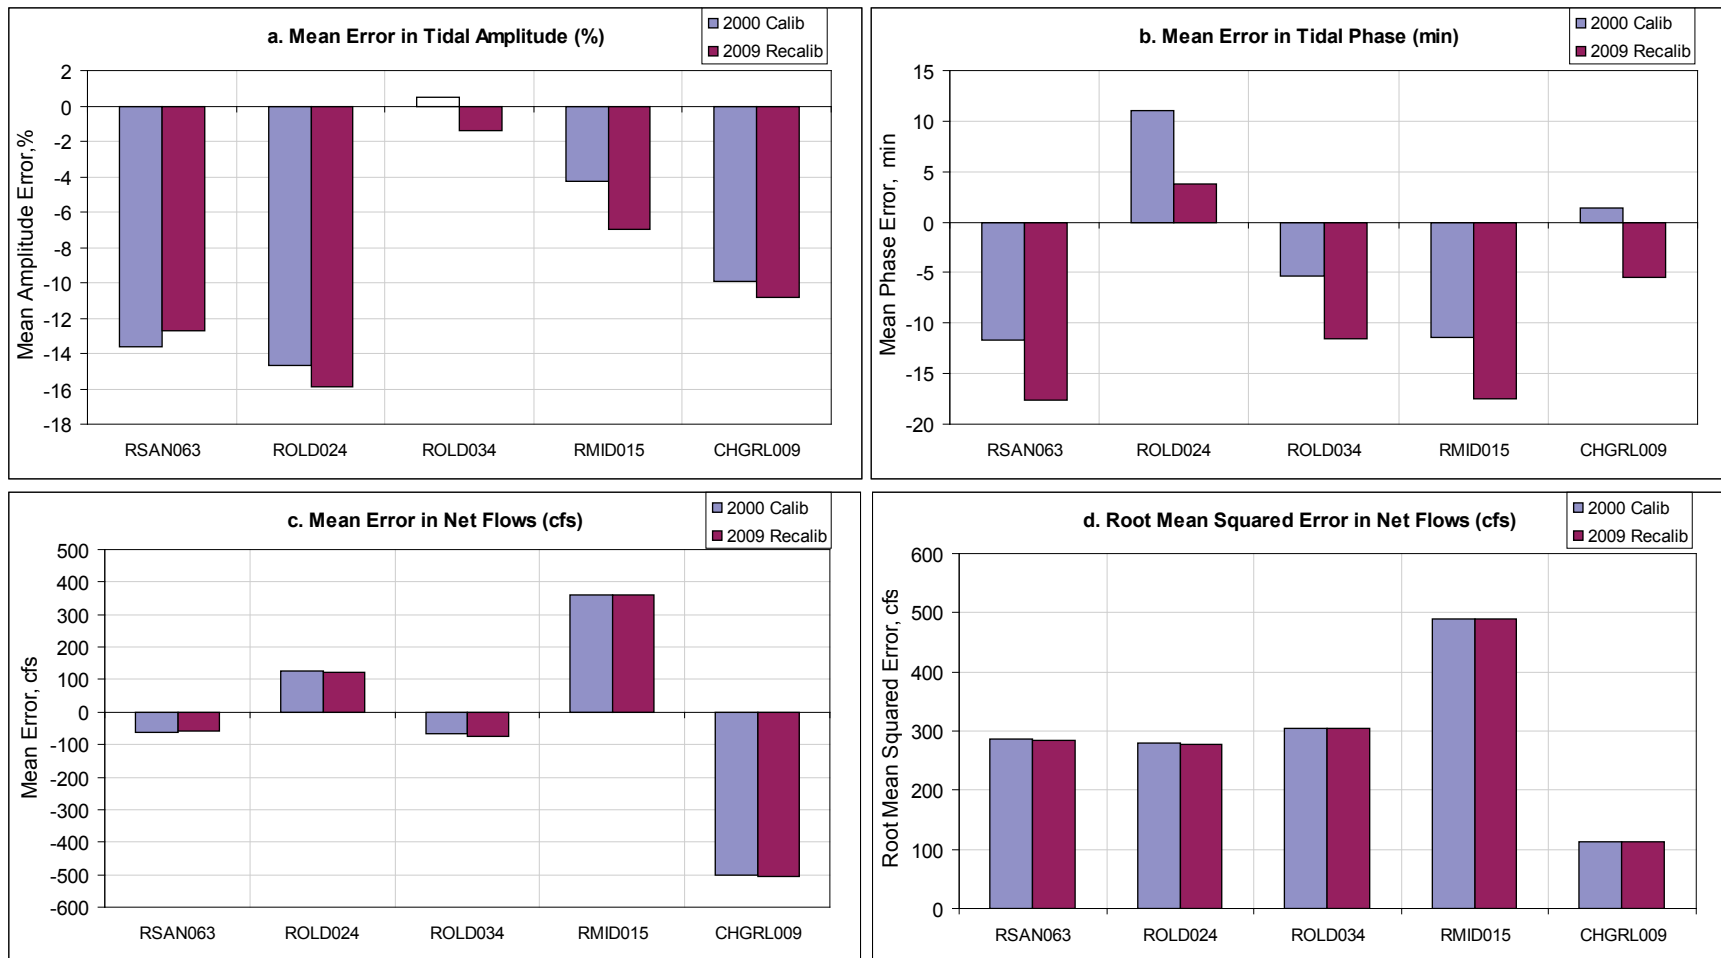 a. Mean Error in Tidal Amplitude (%)
2000 Calib
2009 Recalib
Mean Amplitude Error,%
2
0
-2
-4
-6
-8
-10
-12
-14
-16
-18
RSAN063 ROLD024 ROLD034 RMID015 CHGRL009
b. Mean Error in Tidal Phase (min)
2000 Calib
2009 Recalib
Mean Phase Error, min
15
10
5
0
-5
-10
-15
-20
RSAN063 ROLD024 ROLD034 RMID015 CHGRL009
c. Mean Error in Net Flows (cfs)
2000 Calib
2009 Recalib
Mean Error, cfs
500
400
300
200
100
0
-100
-200
-300
-400
-500
-600
RSAN063 ROLD024 ROLD034 RMID015 CHGRL009
d. Root Mean Squared Error in Net Flows (cfs)
2000 Calib
2009 Recalib
Root Mean Squared Error, cfs
600
500
400
300
200
100
0
RSAN063 ROLD024 ROLD034 RMID015 CHGRL009